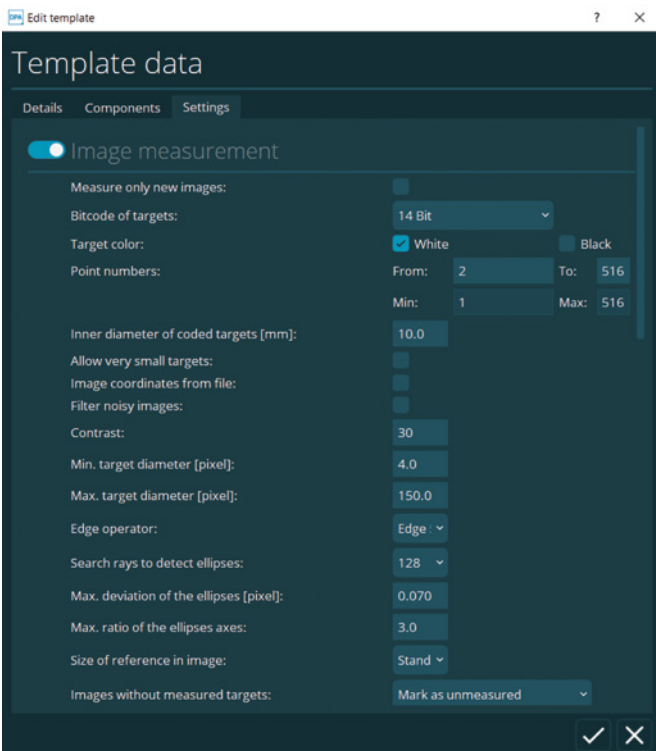 DPA Edit template ?
Template data
Details Components Settings
Image measurement
Measure only new images:
Bitcode of targets: 14 Bit
Target color: White Black
Point numbers: From: 2 To: 516
Min: 1 Max: 516
Inner diameter of coded targets [mm]: 10.0
Allow very small targets:
Image coordinates from file:
Filter noisy images:
Contrast: 30
Min. target diameter [pixel]: 4.0
Max. target diameter [pixel]: 150.0
Edge operator: Edge
Search rays to detect ellipses: 128
Max. deviation of the ellipses [pixel]: 0.070
Max. ratio of the ellipses axes: 3.0
Size of reference in image: Stand
Images without measured targets: Mark as unmeasured